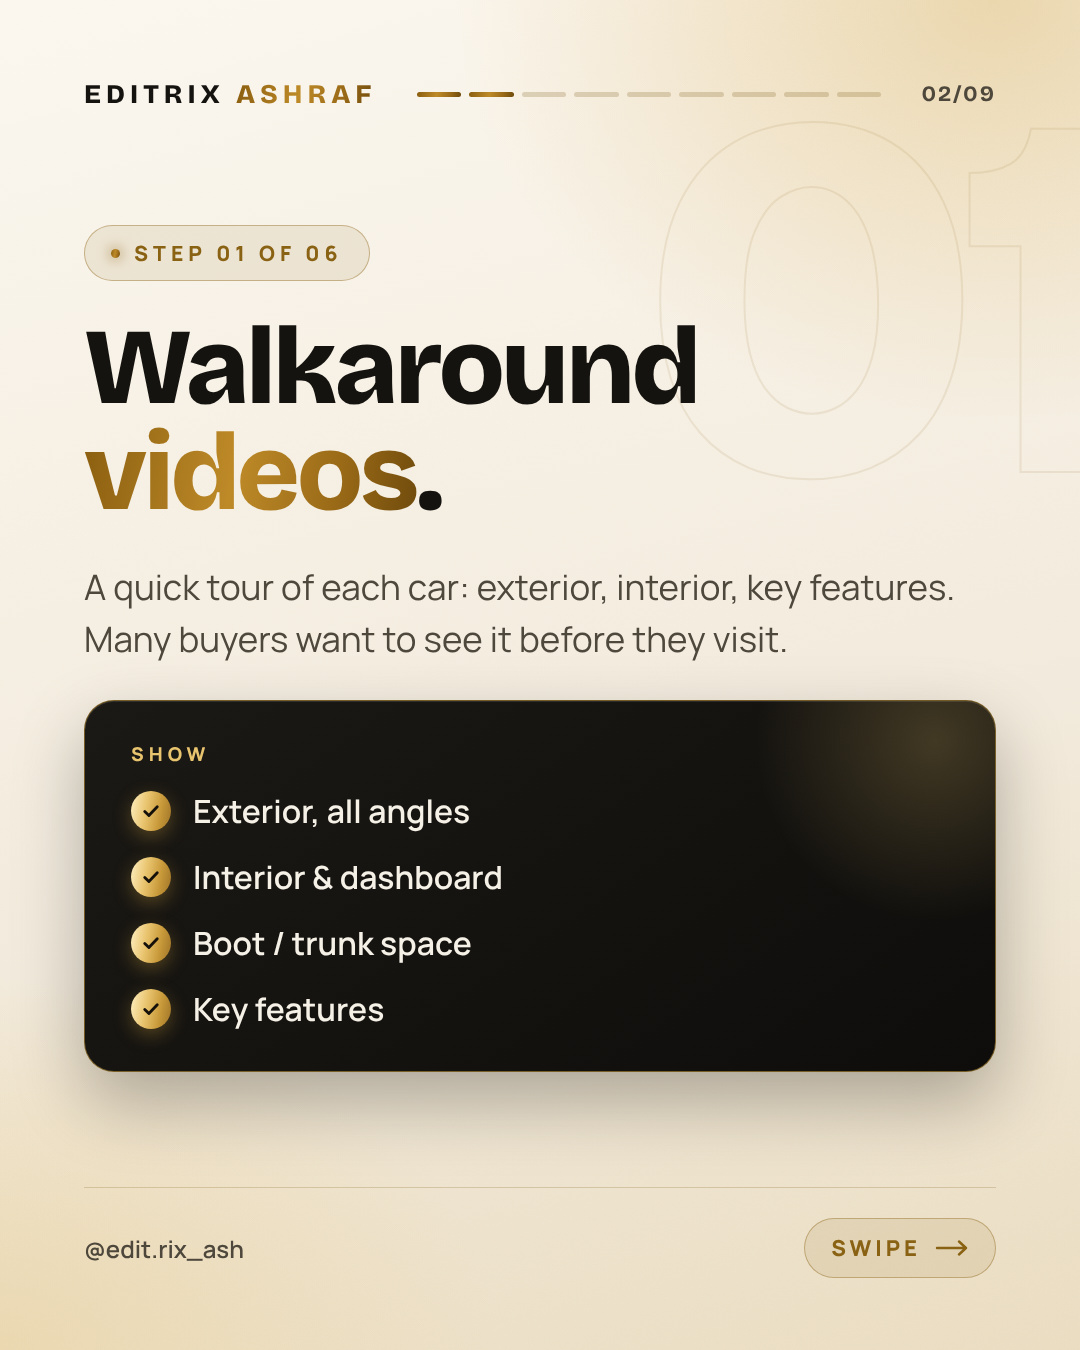 EDITRIX ASHRAF
02/09
01
STEP 01 OF 06
Walkaround
videos.
A quick tour of each car: exterior, interior, key features.
Many buyers want to see it before they visit.
SHOW
Exterior, all angles
Interior & dashboard
Boot / trunk space
Key features
@edit.rix_ash
SWIPE →